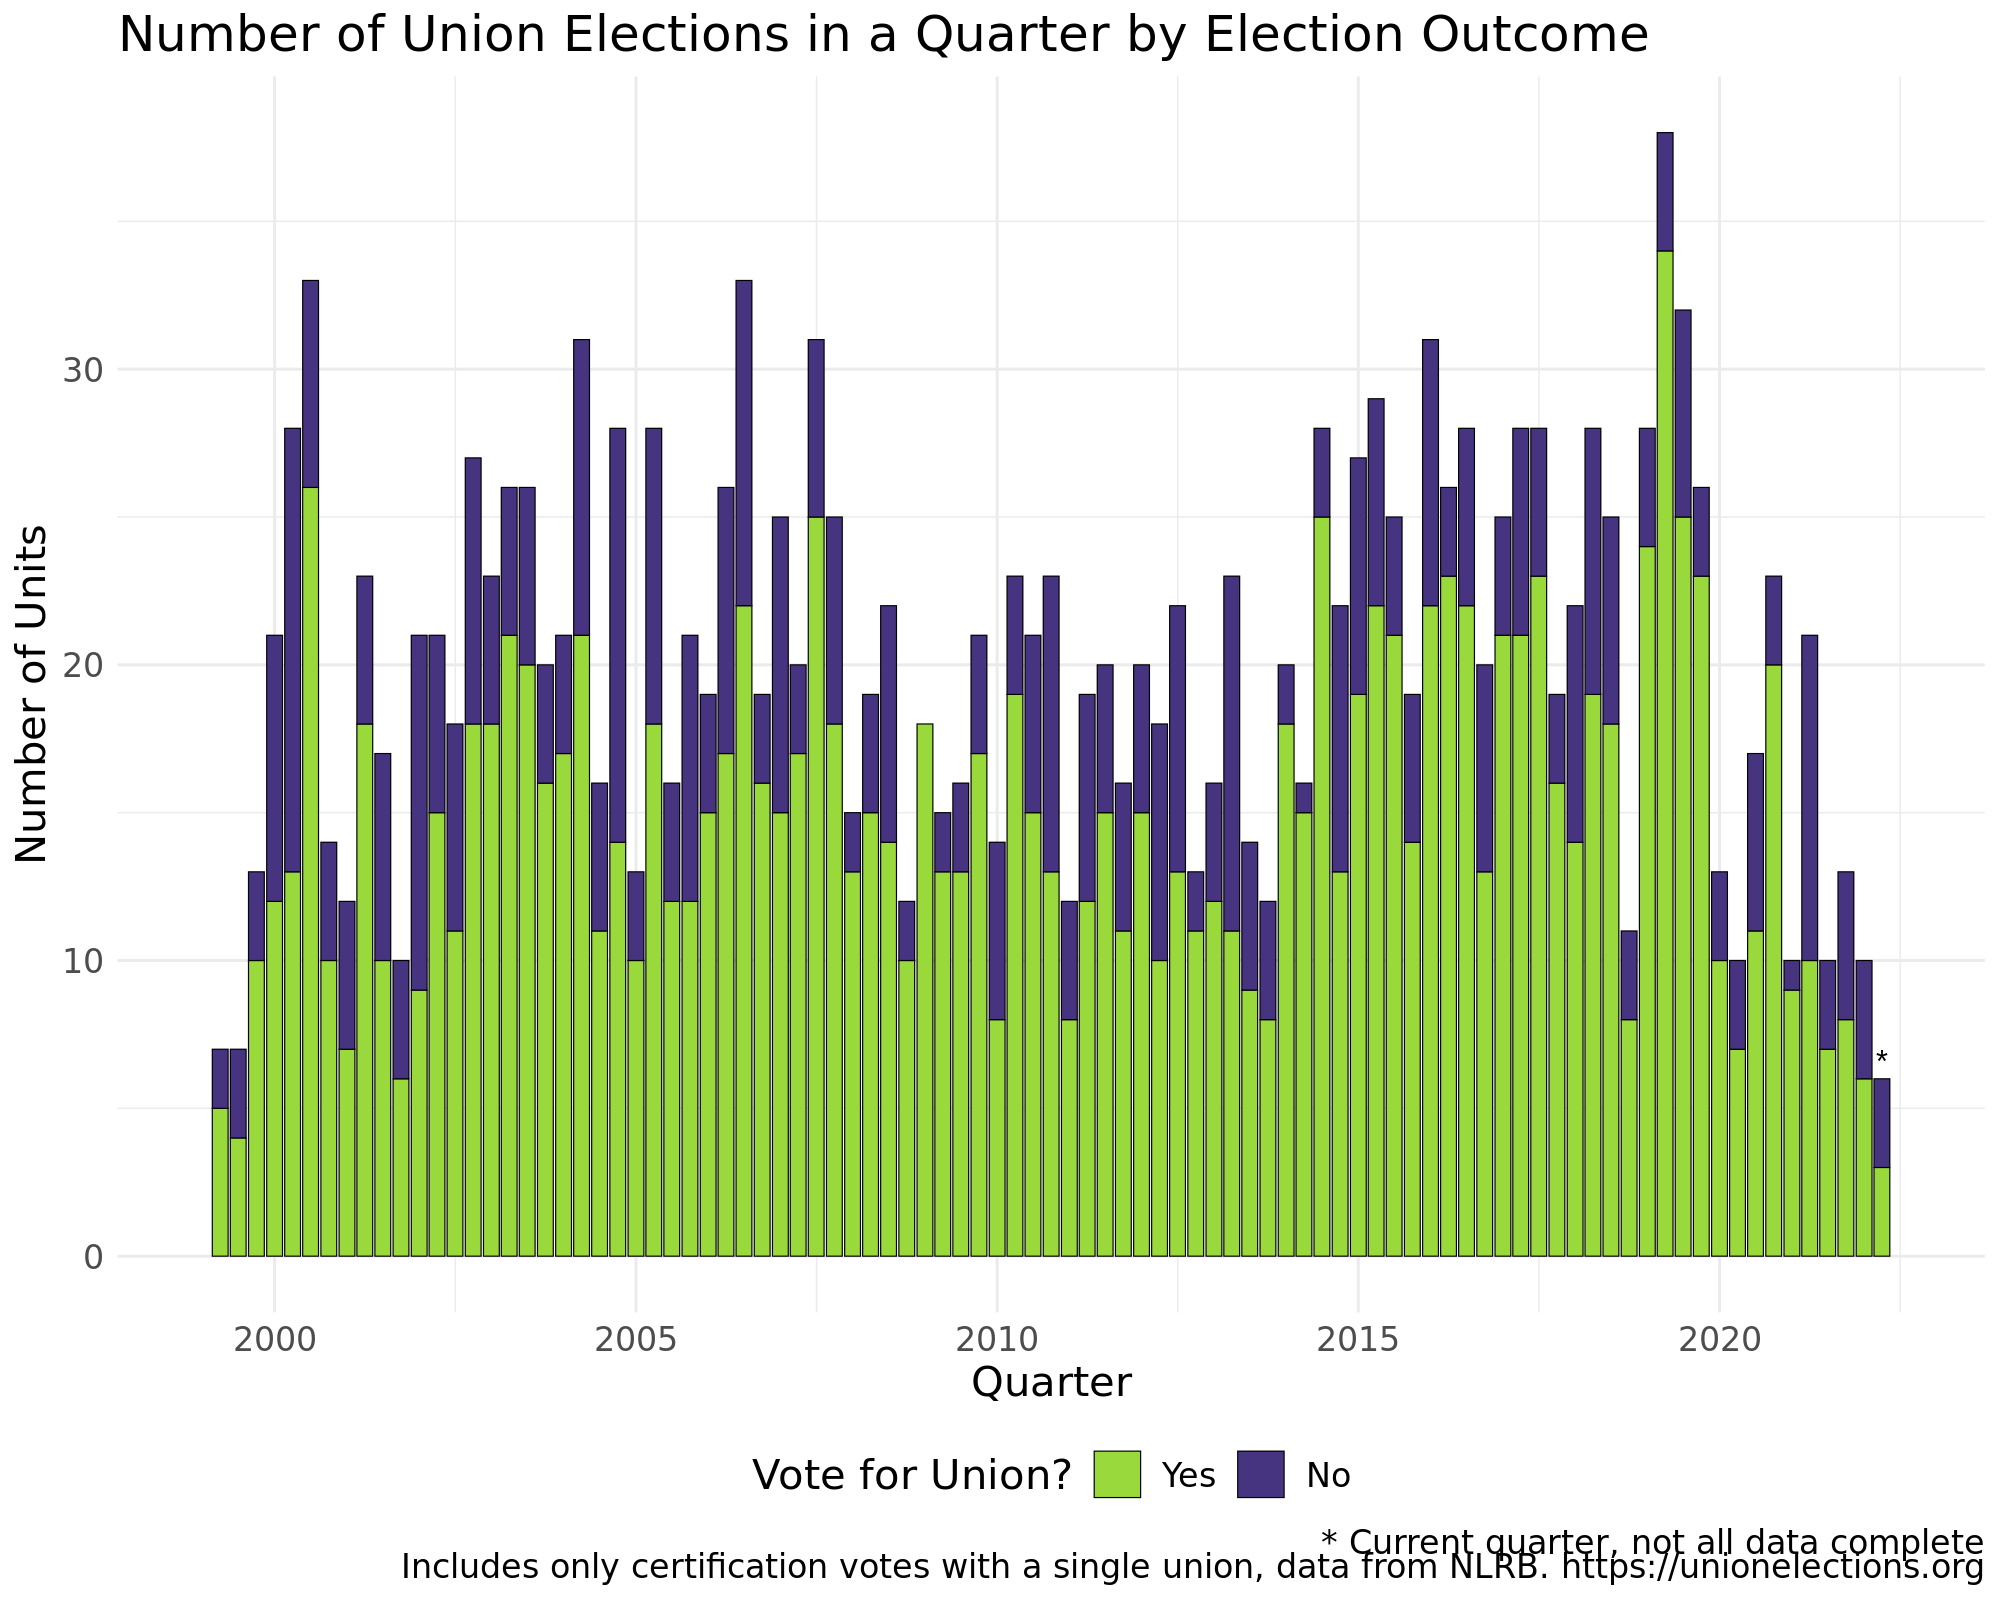 Number of Union Elections in a Quarter by Election Outcome
Number of Units
30
20
10
0
*
2000 2005 2010 2015 2020
Quarter
Vote for Union? Yes No
* Current quarter, not all data complete
Includes only certification votes with a single union, data from NLRB. https://unionelections.org